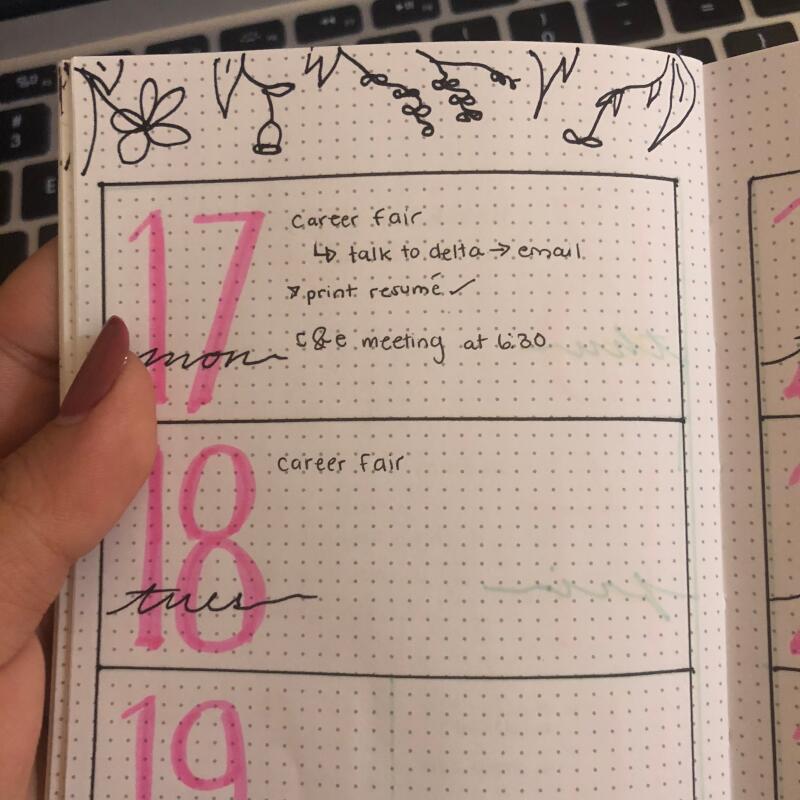 17
career fair
↳ talk to delta → email
print resumé ✓
mon
c&e meeting at 6:30
18
career fair
tues
19